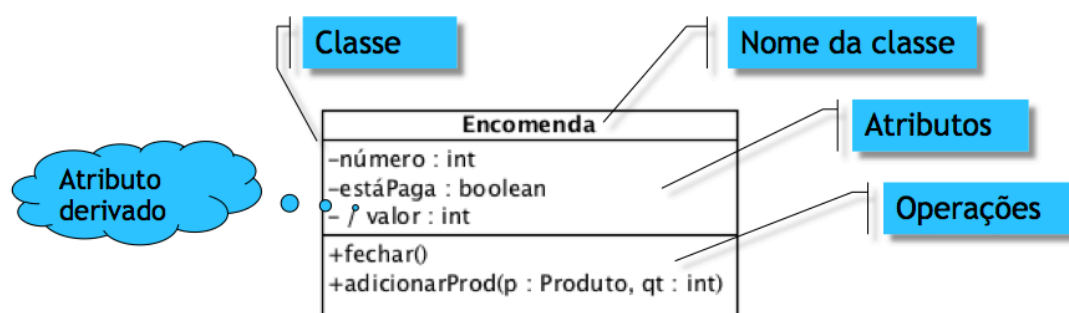 Classe
Nome da classe
Encomenda
Atributos
–número : int
Atributo
derivado
–estáPaga : boolean
– / valor : int
Operações
+fechar()
+adicionarProd(p : Produto, qt : int)